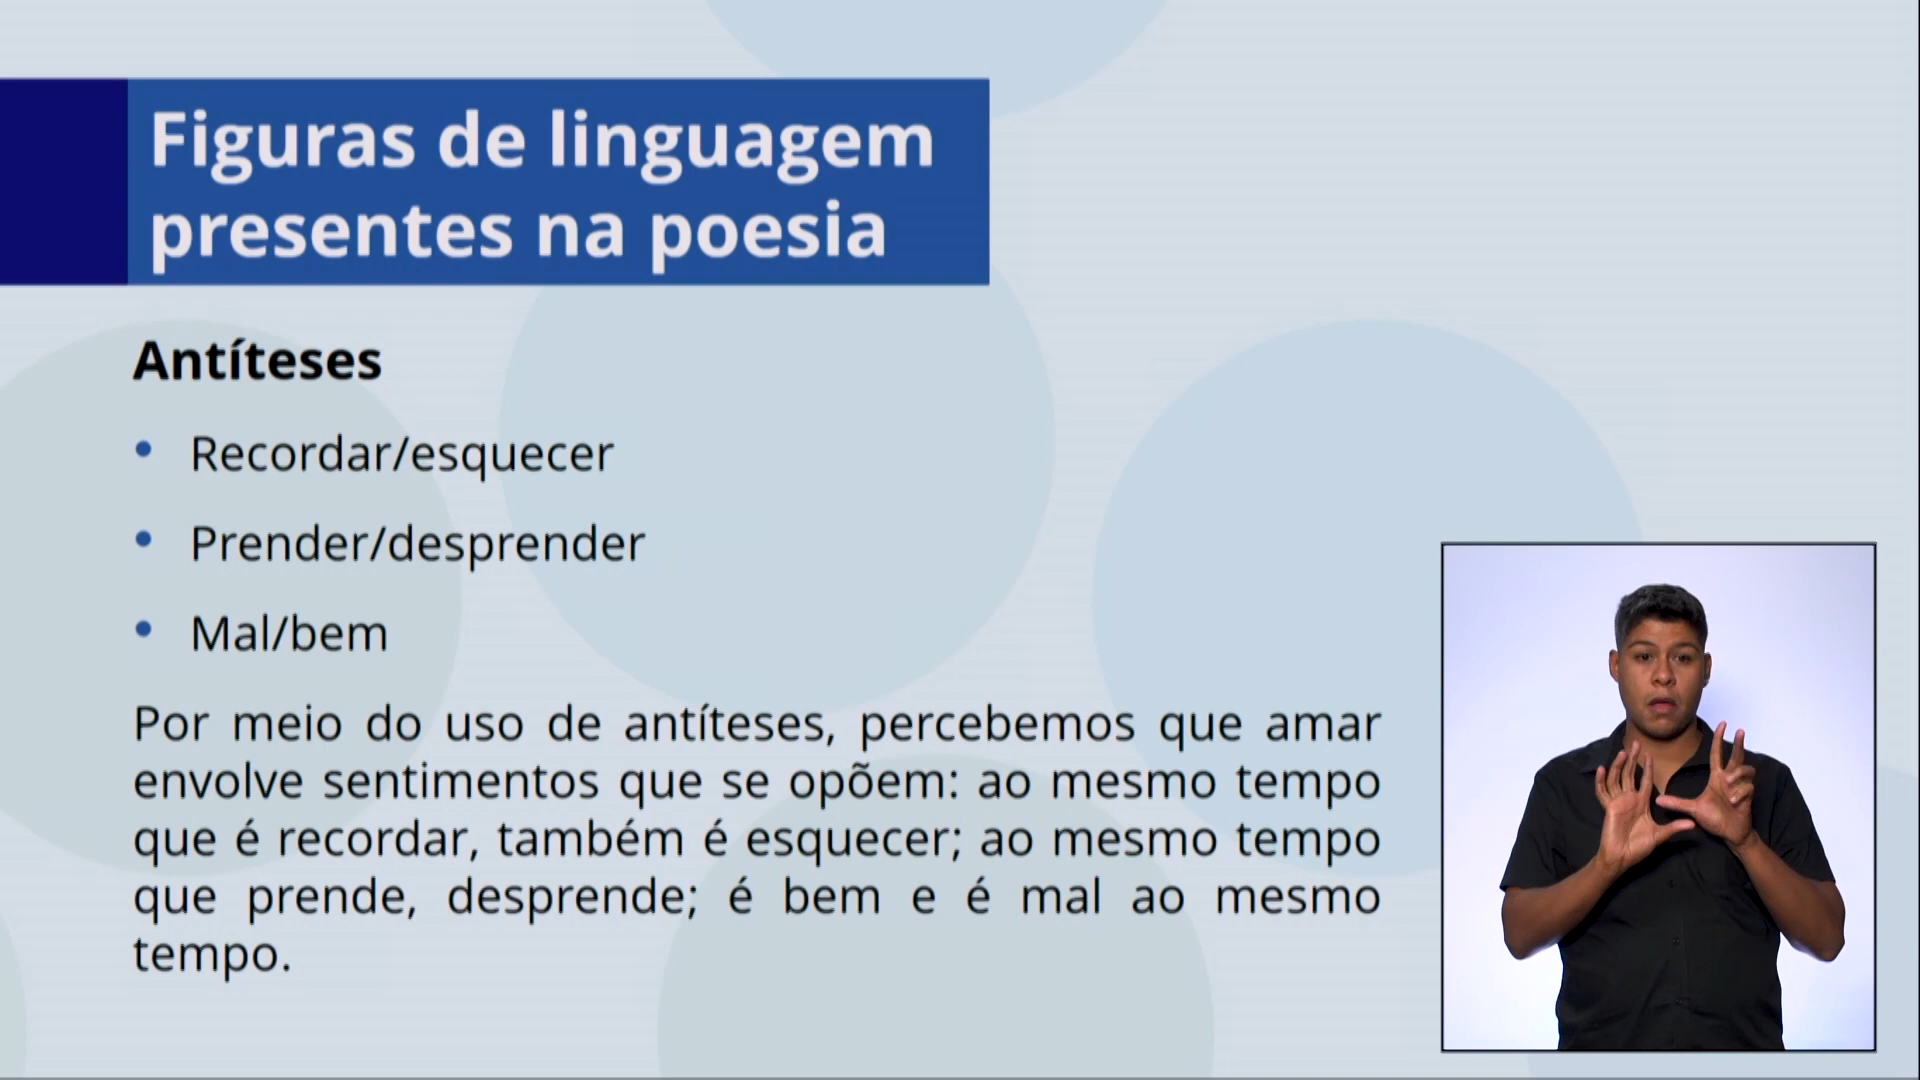 Figuras de linguagem
presentes na poesia
Antíteses
• Recordar/esquecer
• Prender/desprender
• Mal/bem
Por meio do uso de antíteses, percebemos que amar
envolve sentimentos que se opõem: ao mesmo tempo
que é recordar, também é esquecer; ao mesmo tempo
que prende, desprende; é bem e é mal ao mesmo
tempo.